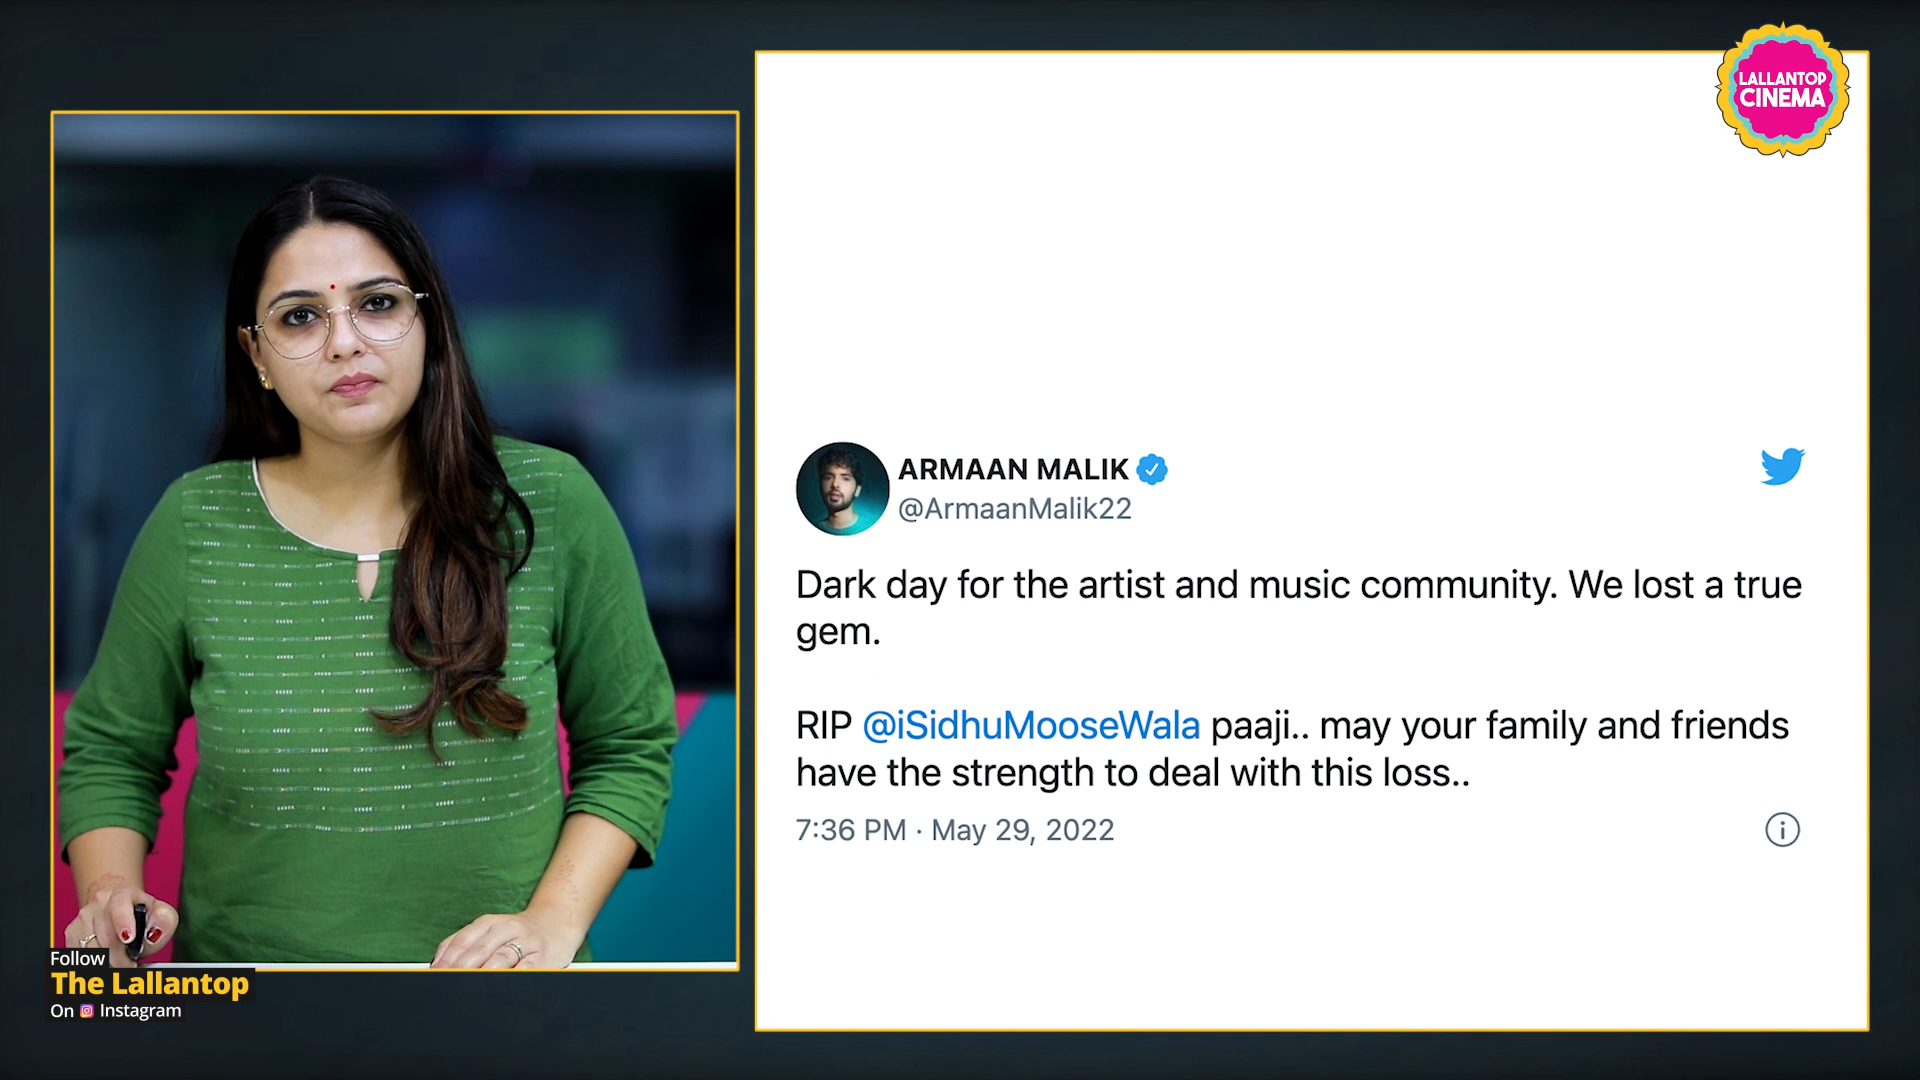 LALLANTOP
CINEMA
ARMAAN MALIK
@ArmaanMalik22
Dark day for the artist and music community. We lost a true
gem.
RIP @iSidhuMooseWala paaji.. may your family and friends
have the strength to deal with this loss..
7:36 PM · May 29, 2022
Follow
The Lallantop
On Instagram